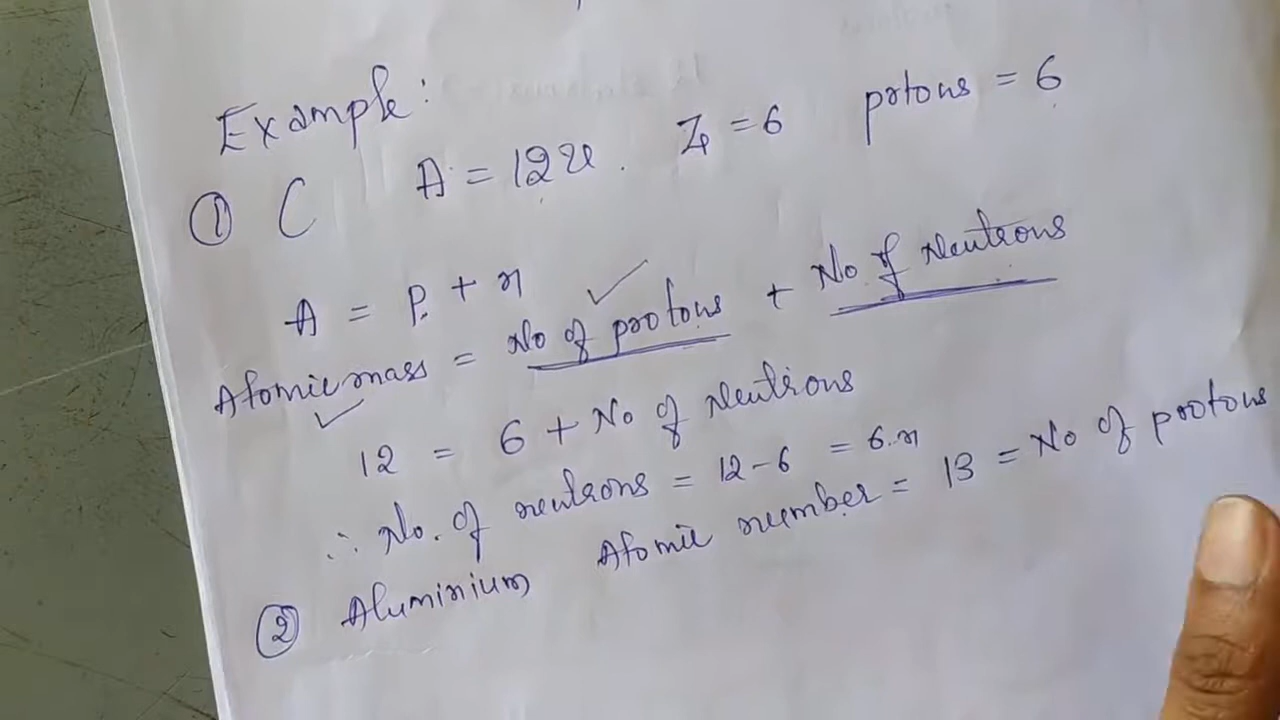 Example:
① C A = 12u. Z = 6 protons = 6
A = P + n
Atomic mass = No of protons + No of Neutrons
12 = 6 + No of Neutrons
∴ No. of neutrons = 12 - 6 = 6.n
② Aluminium Atomic number = 13 = No of protons